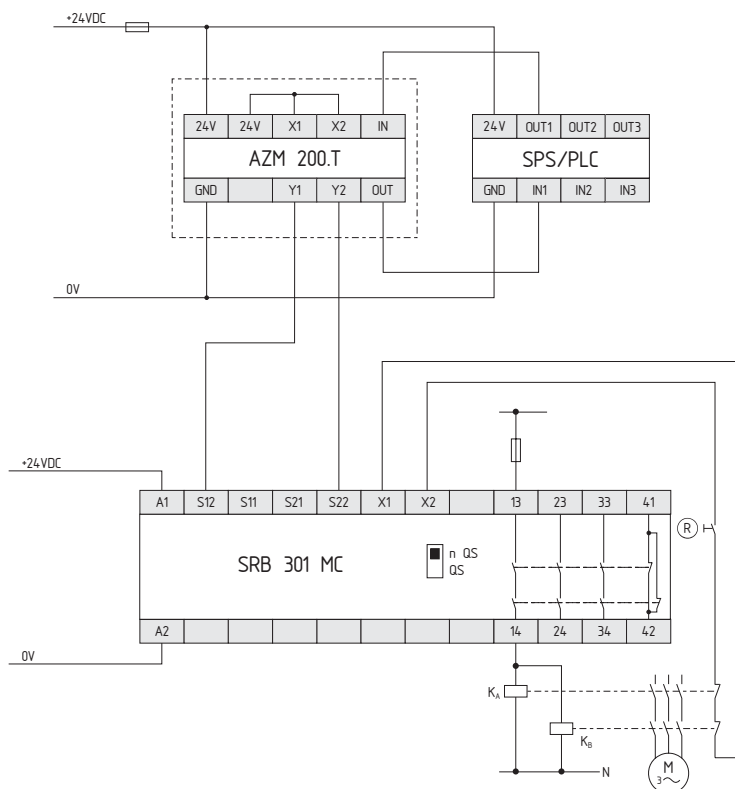 +24VDC
24V 24V X1 X2 IN
AZM 200.T
GND Y1 Y2 OUT
24V OUT1 OUT2 OUT3
SPS/PLC
GND IN1 IN2 IN3
0V
+24VDC
A1 S12 S11 S21 S22 X1 X2 13 23 33 41
SRB 301 MC
n QS
QS
R
A2 14 24 34 42
0V
KA
KB
M
3~
N